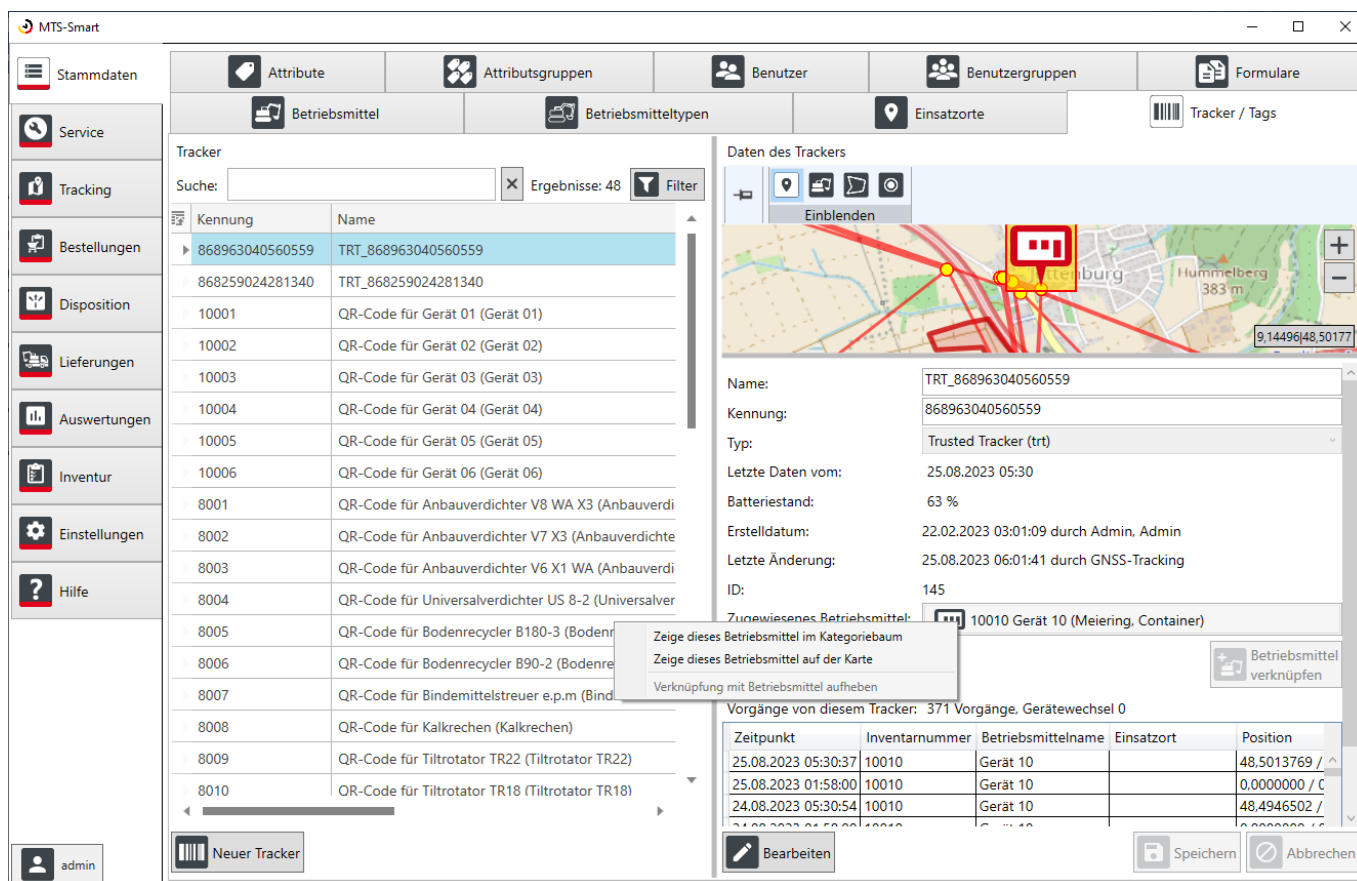 MTS-Smart
Stammdaten
Service
Tracking
Bestellungen
Disposition
Lieferungen
Auswertungen
Inventur
Einstellungen
Hilfe
admin
Attribute
Attributsgruppen
Benutzer
Benutzergruppen
Formulare
Betriebsmittel
Betriebsmitteltypen
Einsatzorte
Tracker / Tags
Tracker
Suche: Ergebnisse: 48 Filter
Kennung Name
868963040560559 TRT_868963040560559
868259024281340 TRT_868259024281340
10001 QR-Code für Gerät 01 (Gerät 01)
10002 QR-Code für Gerät 02 (Gerät 02)
10003 QR-Code für Gerät 03 (Gerät 03)
10004 QR-Code für Gerät 04 (Gerät 04)
10005 QR-Code für Gerät 05 (Gerät 05)
10006 QR-Code für Gerät 06 (Gerät 06)
8001 QR-Code für Anbauverdichter V8 WA X3 (Anbauverdi
8002 QR-Code für Anbauverdichter V7 X3 (Anbauverdichte
8003 QR-Code für Anbauverdichter V6 X1 WA (Anbauverdi
8004 QR-Code für Universalverdichter US 8-2 (Universalver
8005 QR-Code für Bodenrecycler B180-3 (Bodenr
8006 QR-Code für Bodenrecycler B90-2 (Bodenre
8007 QR-Code für Bindemittelstreuer e.p.m (Bind
8008 QR-Code für Kalkrechen (Kalkrechen)
8009 QR-Code für Tiltrotator TR22 (Tiltrotator TR22)
8010 QR-Code für Tiltrotator TR18 (Tiltrotator TR18)
Neuer Tracker
Daten des Trackers
Einblenden
tenburg
Hummelberg
383 m
9,14496|48,50177
Name: TRT_868963040560559
Kennung: 868963040560559
Typ: Trusted Tracker (trt)
Letzte Daten vom: 25.08.2023 05:30
Batteriestand: 63 %
Erstelldatum: 22.02.2023 03:01:09 durch Admin, Admin
Letzte Änderung: 25.08.2023 06:01:41 durch GNSS-Tracking
ID: 145
Zugewiesenes Betriebsmittel: 10010 Gerät 10 (Meiering, Container)
Zeige dieses Betriebsmittel im Kategoriebaum
Zeige dieses Betriebsmittel auf der Karte
Verknüpfung mit Betriebsmittel aufheben
Betriebsmittel
verknüpfen
Vorgänge von diesem Tracker: 371 Vorgänge, Gerätewechsel 0
Zeitpunkt Inventarnummer Betriebsmittelname Einsatzort Position
25.08.2023 05:30:37 10010 Gerät 10 48,5013769 /
25.08.2023 01:58:00 10010 Gerät 10 0,0000000 / 0
24.08.2023 05:30:54 10010 Gerät 10 48,4946502 /
Bearbeiten
Speichern
Abbrechen